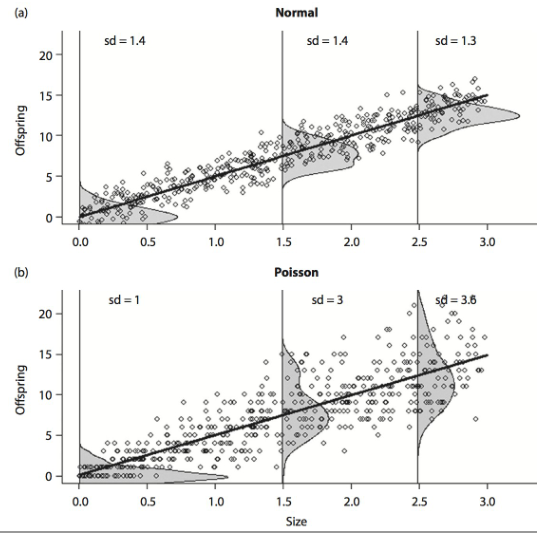 (a)
Normal
sd = 1.4
sd = 1.4
sd = 1.3
20
15
10
5
0
Offspring
0.0 0.5 1.0 1.5 2.0 2.5 3.0
(b)
Poisson
sd = 1
sd = 3
sd = 3.6
20
15
10
5
0
Offspring
0.0 0.5 1.0 1.5 2.0 2.5 3.0
Size